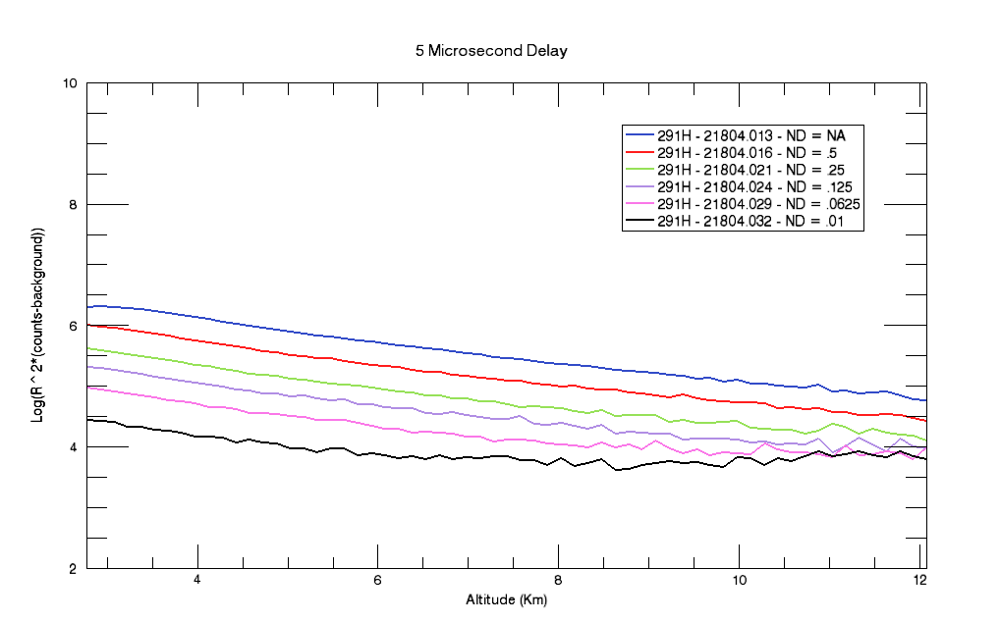 5 Microsecond Delay
10
8
6
4
2
Log(R ^ 2*(counts-background))
291H - 21804.013 - ND = NA
291H - 21804.016 - ND = .5
291H - 21804.021 - ND = .25
291H - 21804.024 - ND = .125
291H - 21804.029 - ND = .0625
291H - 21804.032 - ND = .01
4 6 8 10 12
Altitude (Km)